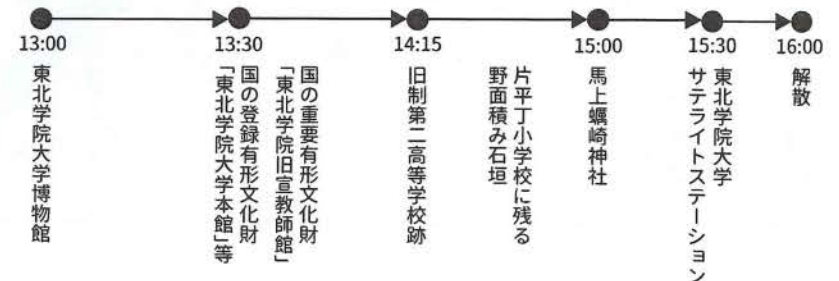 13:00
東北学院大学博物館
13:30
国の重要有形文化財
「東北学院旧宣教師館」
国の登録有形文化財
「東北学院大学本館」等
14:15
旧制第二高等学校跡
片平丁小学校に残る
野面積み石垣
15:00
馬上蠣崎神社
15:30
東北学院大学
サテライトステーション
16:00
解散